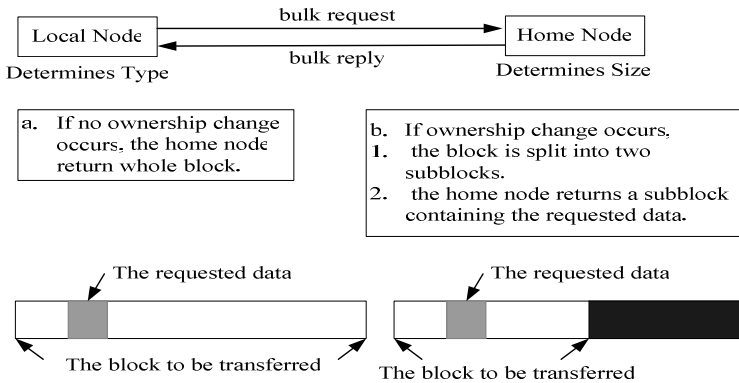 bulk request
Local Node
Home Node
bulk reply
Determines Type
Determines Size
a. If no ownership change
occurs, the home node
return whole block.
b. If ownership change occurs,
1. the block is split into two
subblocks.
2. the home node returns a subblock
containing the requested data.
The requested data
The block to be transferred
The requested data
The block to be transferred